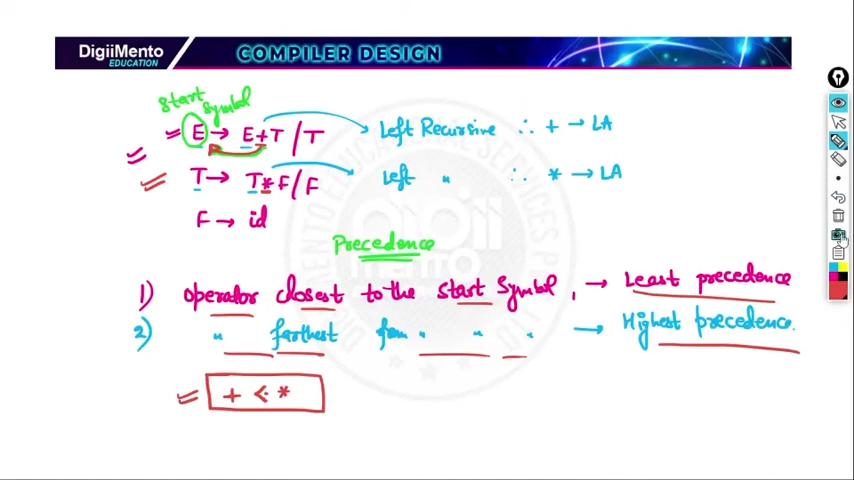 DigiiMento
EDUCATION
COMPILER DESIGN
Start Symbol
E → E + T / T
Left Recursive ∴ + → LA
T → T * F / F
Left " ∴ * → LA
F → id
Precedence
1) operator closest to the start symbol, → Least precedence
2) " farthest from " " " → Highest precedence.
+ <· *